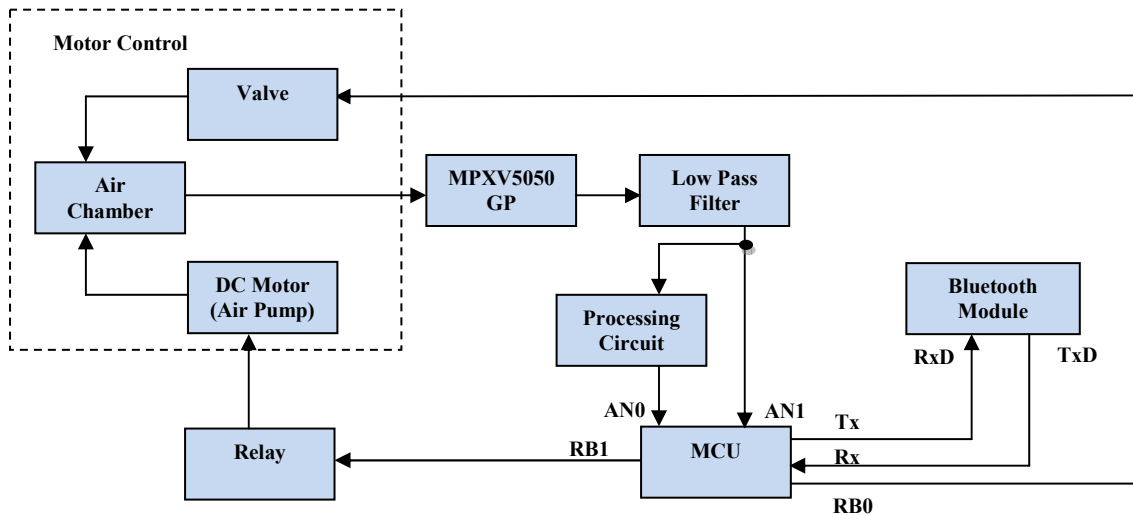 Motor Control
Valve
Air
Chamber
MPXV5050
GP
Low Pass
Filter
DC Motor
(Air Pump)
Processing
Circuit
Bluetooth
Module
RxD
TxD
AN0
AN1
Tx
Relay
RB1
MCU
Rx
RB0